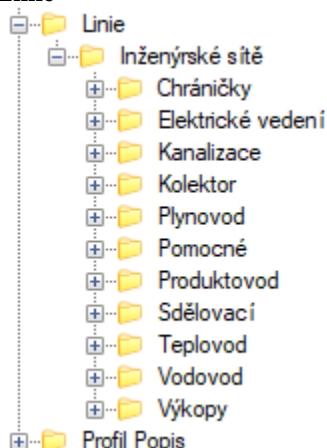 Linie
Inženýrské sítě
Chráničky
Elektrické vedení
Kanalizace
Kolektor
Plynovod
Pomocné
Produktovod
Sdělovací
Teplovod
Vodovod
Výkopy
Profil Popis